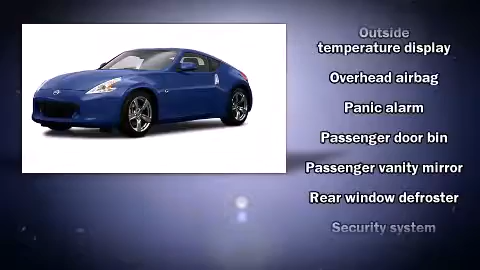 Outside
temperature display
Overhead airbag
Panic alarm
Passenger door bin
Passenger vanity mirror
Rear window defroster
Security system